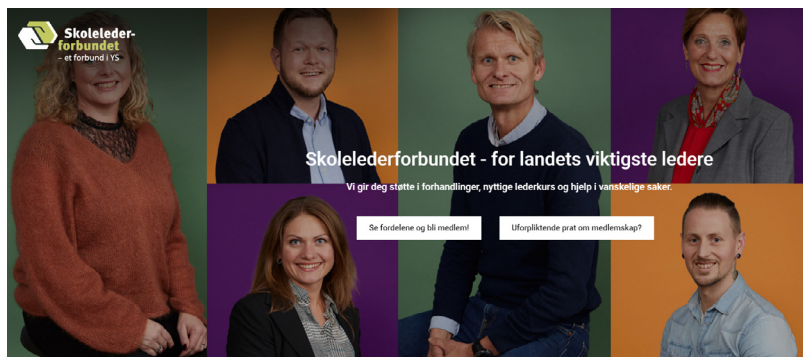 Skoleleder-
forbundet
– et forbund i YS
Skolelederforbundet - for landets viktigste ledere
Vi gir deg støtte i forhandlinger, nyttige lederkurs og hjelp i vanskelige saker.
Se fordelene og bli medlem!
Uforpliktende prat om medlemskap?